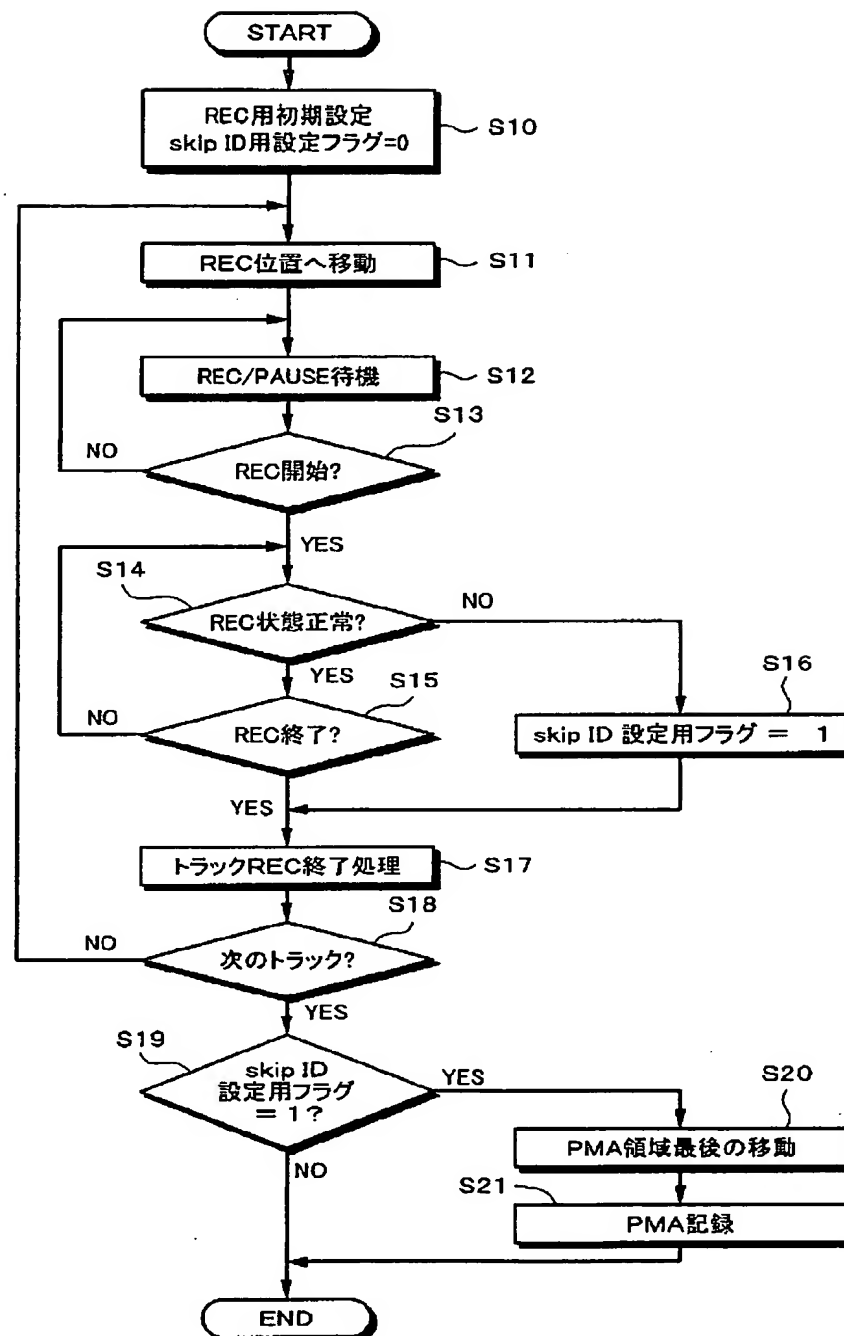 START
REC用初期設定
skip ID用設定フラグ=0
S10
REC位置へ移動
S11
REC/PAUSE待機
S12
S13
NO
REC開始?
YES
S14
NO
REC状態正常?
YES
S15
S16
NO
REC終了?
skip ID 設定用フラグ = 1
YES
トラックREC終了処理
S17
S18
NO
次のトラック?
YES
S19
skip ID
設定用フラグ
= 1?
YES
S20
PMA領域最後の移動
NO
S21
PMA記録
END